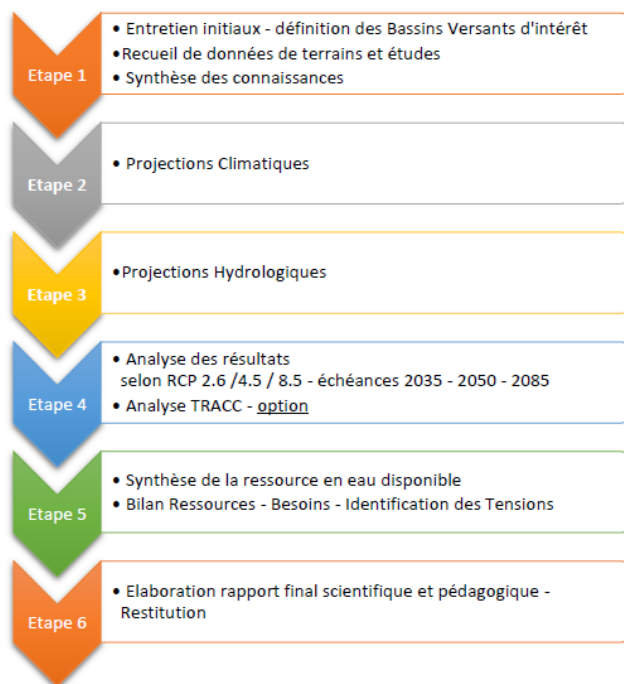 Etape 1
• Entretien initiaux - définition des Bassins Versants d'intérêt
•Recueil de données de terrains et études
• Synthèse des connaissances
Etape 2
• Projections Climatiques
Etape 3
•Projections Hydrologiques
Etape 4
• Analyse des résultats
selon RCP 2.6 /4.5 / 8.5 - échéances 2035 - 2050 - 2085
• Analyse TRACC - option
Etape 5
• Synthèse de la ressource en eau disponible
• Bilan Ressources - Besoins - Identification des Tensions
Etape 6
• Elaboration rapport final scientifique et pédagogique -
Restitution